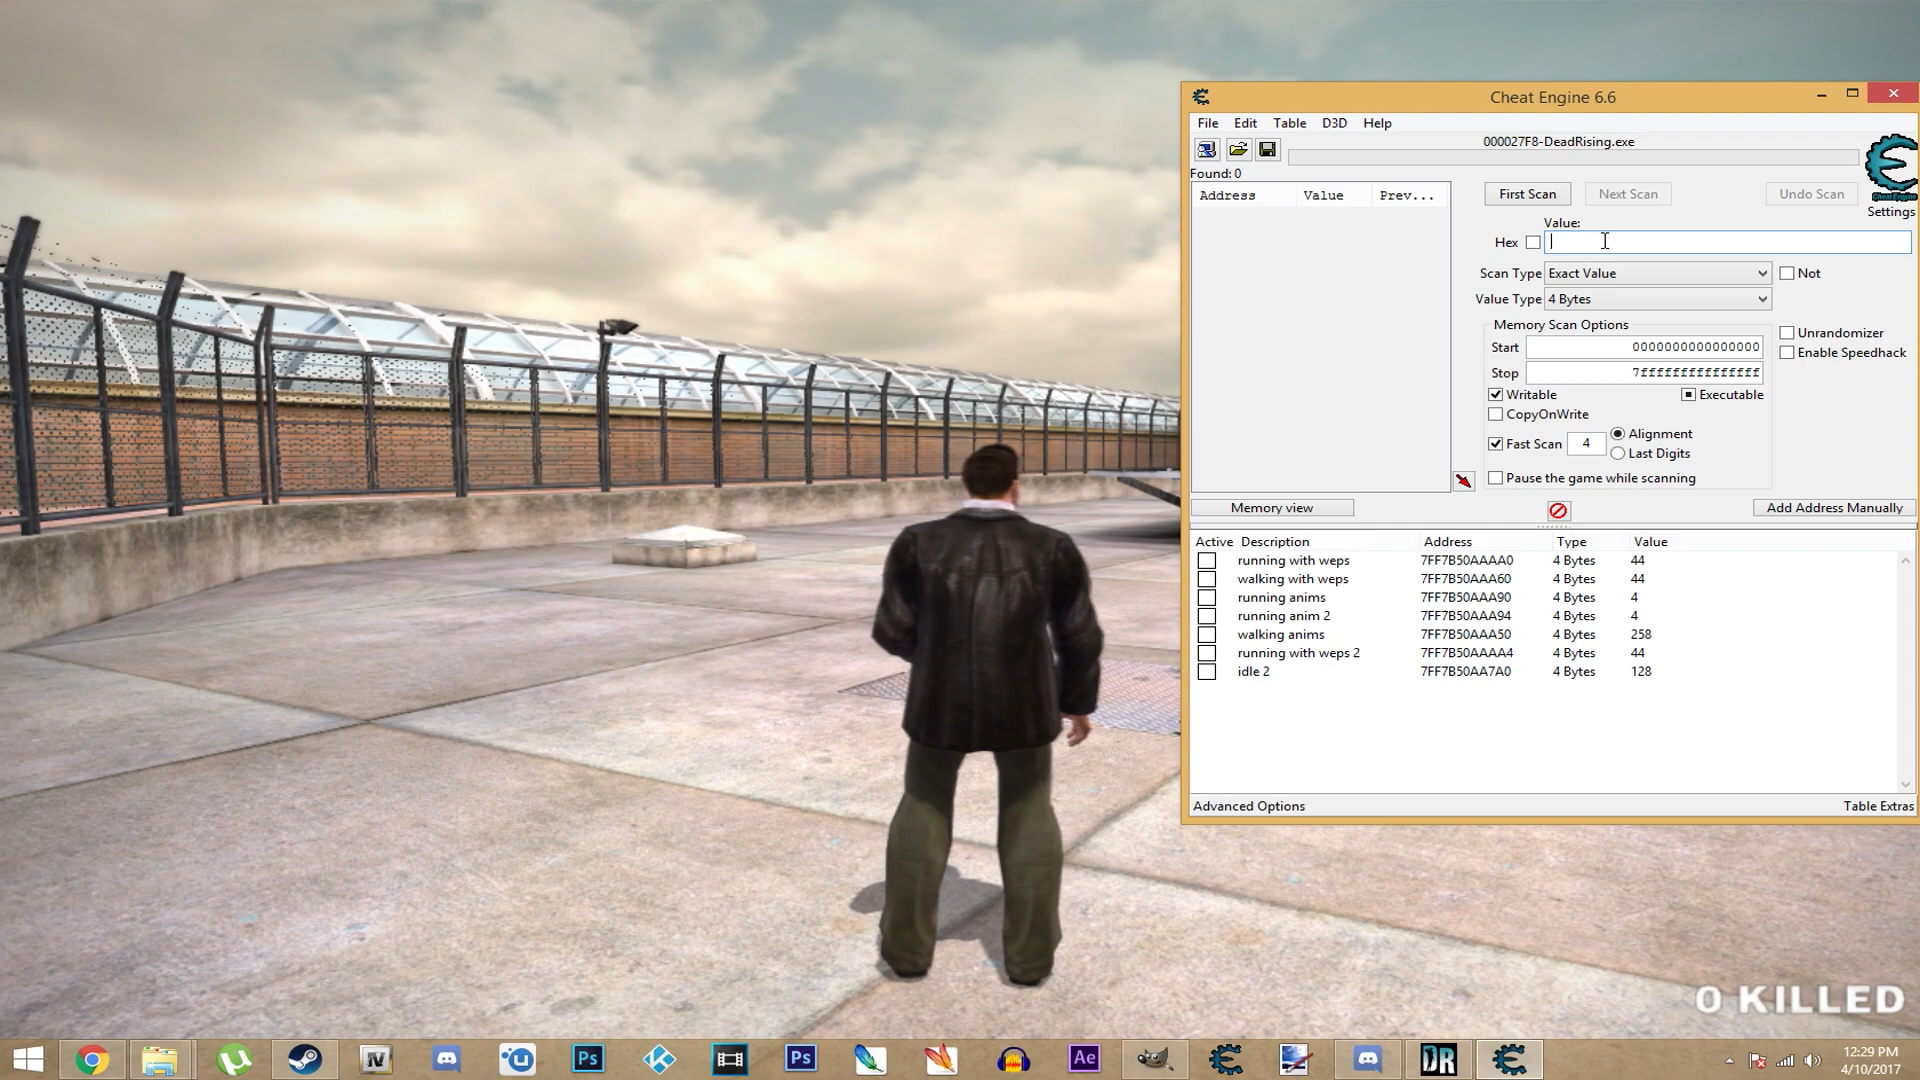 Cheat Engine 6.6
File Edit Table D3D Help
000027F8-DeadRising.exe
Found: 0
Address Value Prev...
First Scan Next Scan Undo Scan
Settings
Value:
Hex
Scan Type Exact Value Not
Value Type 4 Bytes
Memory Scan Options
Start 0000000000000000
Stop 7fffffffffffffff
Unrandomizer
Enable Speedhack
Writable Executable
CopyOnWrite
Fast Scan 4 Alignment
Last Digits
Pause the game while scanning
Memory view Add Address Manually
Active Description Address Type Value
running with weps 7FF7B50AAAA0 4 Bytes 44
walking with weps 7FF7B50AAA60 4 Bytes 44
running anims 7FF7B50AAA90 4 Bytes 4
running anim 2 7FF7B50AAA94 4 Bytes 4
walking anims 7FF7B50AAA50 4 Bytes 258
running with weps 2 7FF7B50AAAA4 4 Bytes 44
idle 2 7FF7B50AA7A0 4 Bytes 128
Advanced Options Table Extras
0 KILLED
IV Ps Ps Ae DR
12:29 PM
4/10/2017